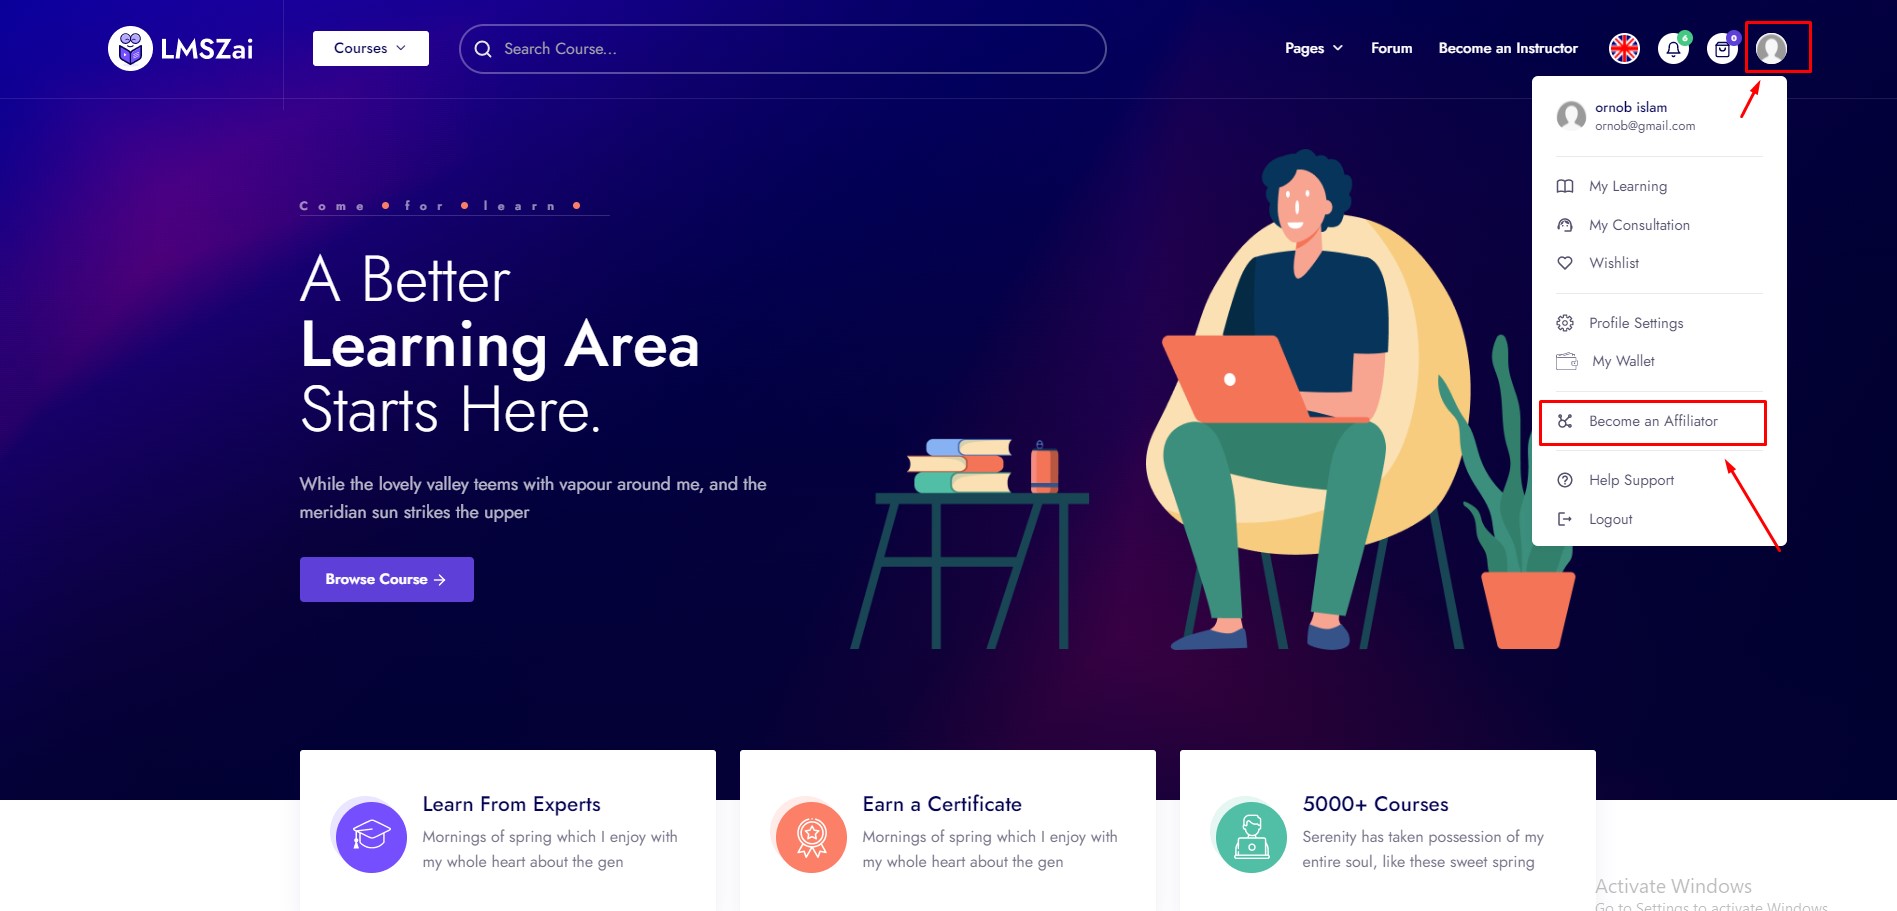 LMSZai
Courses
Search Course...
Pages
Forum
Become an Instructor
6
0
ornob islam
ornob@gmail.com
My Learning
My Consultation
Wishlist
Profile Settings
My Wallet
Become an Affiliator
Help Support
Logout
Come for learn
A Better
Learning Area
Starts Here.
While the lovely valley teems with vapour around me, and the
meridian sun strikes the upper
Browse Course
Learn From Experts
Mornings of spring which I enjoy with
my whole heart about the gen
Earn a Certificate
Mornings of spring which I enjoy with
my whole heart about the gen
5000+ Courses
Serenity has taken possession of my
entire soul, like these sweet spring
Activate Windows
Go to Settings to activate Windows.